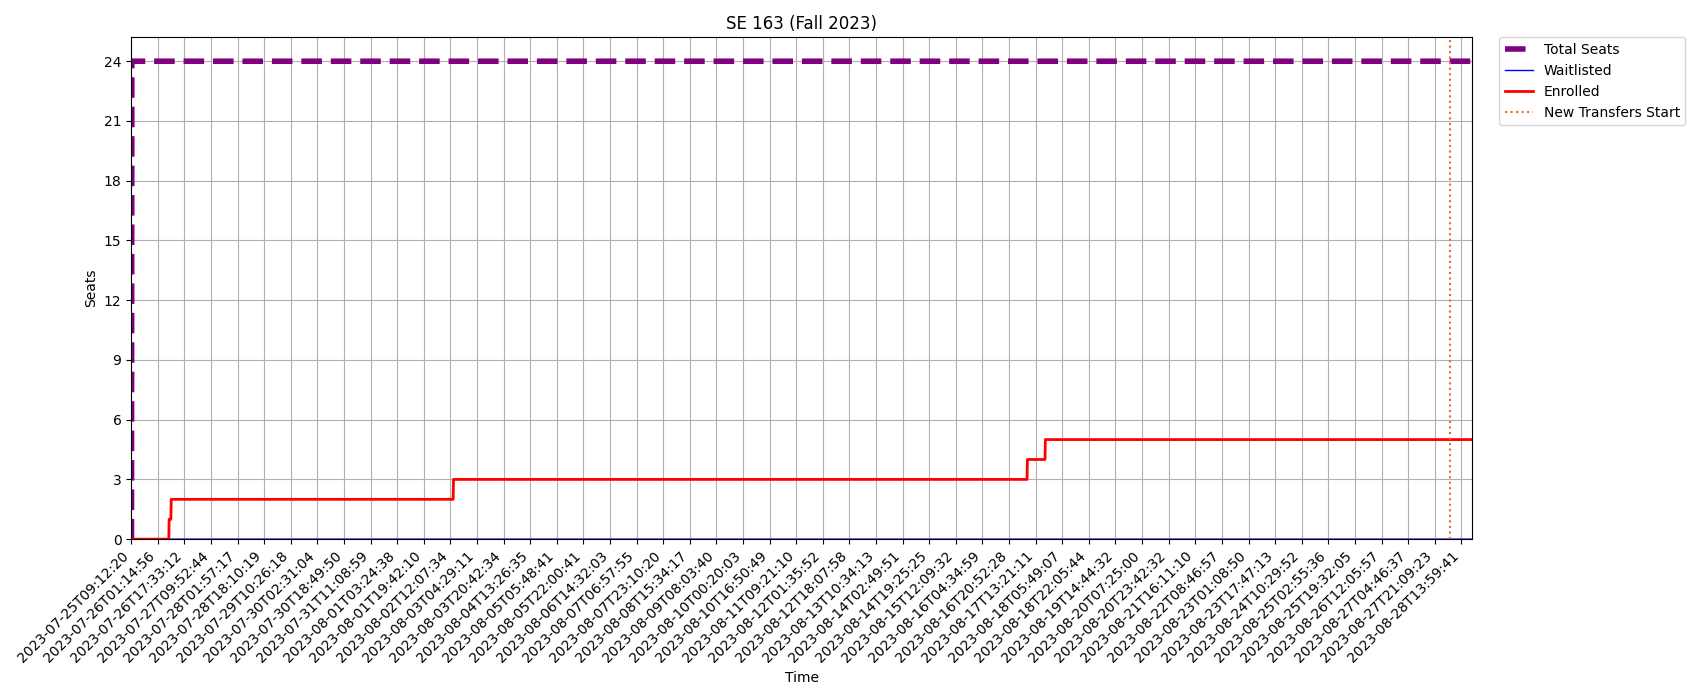 SE 163 (Fall 2023)
Total Seats
Waitlisted
Enrolled
New Transfers Start
Seats
24
21
18
15
12
9
6
3
0
2023-07-25T09:12:20
2023-07-26T01:14:56
2023-07-26T17:33:12
2023-07-27T09:52:44
2023-07-28T01:57:17
2023-07-28T18:10:19
2023-07-29T10:26:18
2023-07-30T02:31:04
2023-07-30T18:49:50
2023-07-31T11:08:59
2023-08-01T03:24:38
2023-08-01T19:42:10
2023-08-02T12:07:34
2023-08-03T04:29:11
2023-08-03T20:42:34
2023-08-04T13:26:35
2023-08-05T05:48:41
2023-08-05T22:00:41
2023-08-06T14:32:03
2023-08-07T06:57:55
2023-08-07T23:10:20
2023-08-08T15:34:17
2023-08-09T08:03:40
2023-08-10T00:20:03
2023-08-10T16:50:49
2023-08-11T09:21:10
2023-08-12T01:35:52
2023-08-12T18:07:58
2023-08-13T10:34:13
2023-08-14T02:49:51
2023-08-14T19:25:25
2023-08-15T12:09:32
2023-08-16T04:34:59
2023-08-16T20:52:28
2023-08-17T13:21:11
2023-08-18T05:49:07
2023-08-18T22:05:44
2023-08-19T14:44:32
2023-08-20T07:25:00
2023-08-20T23:42:32
2023-08-21T16:11:10
2023-08-22T08:46:57
2023-08-23T01:08:50
2023-08-23T17:47:13
2023-08-24T10:29:52
2023-08-25T02:55:36
2023-08-25T19:32:05
2023-08-26T12:05:57
2023-08-27T04:46:37
2023-08-27T21:09:23
2023-08-28T13:59:41
Time